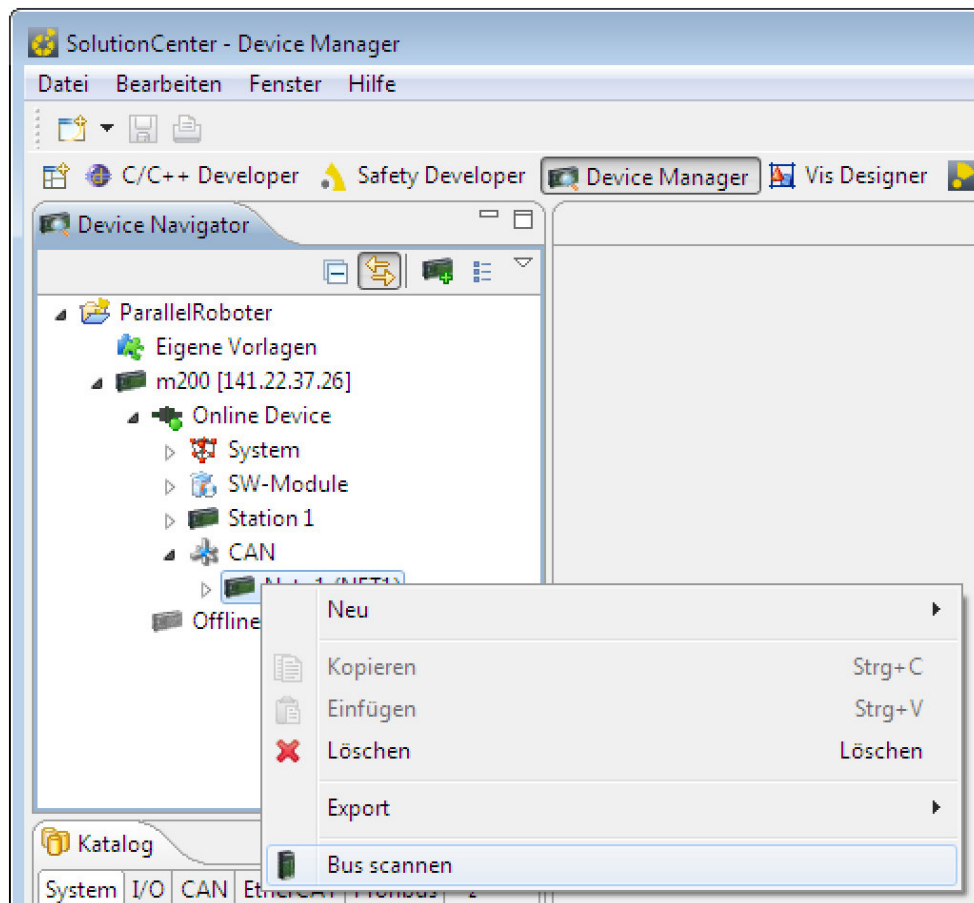 SolutionCenter - Device Manager
Datei Bearbeiten Fenster Hilfe
C/C++ Developer Safety Developer Device Manager Vis Designer
Device Navigator
ParallelRoboter
Eigene Vorlagen
m200 [141.22.37.26]
Online Device
System
SW-Module
Station 1
CAN
(NET1)
Offline
Neu
Kopieren Strg+C
Einfügen Strg+V
Löschen Löschen
Export
Bus scannen
Katalog
System I/O CAN